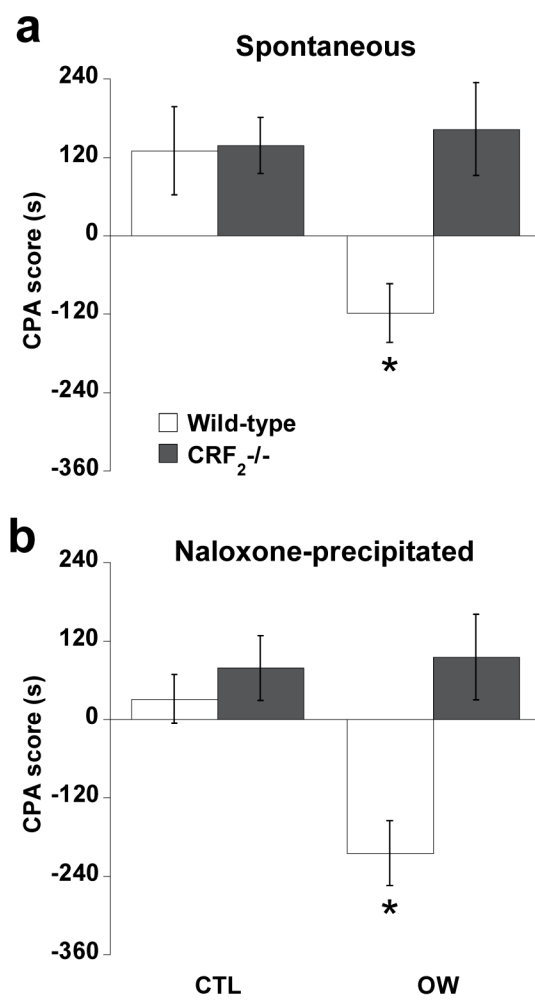 a
Spontaneous
240
120
0
-120
-240
-360
CPA score (s)
*
Wild-type
CRF2-/-
b
Naloxone-precipitated
240
120
0
-120
-240
-360
CPA score (s)
*
CTL OW